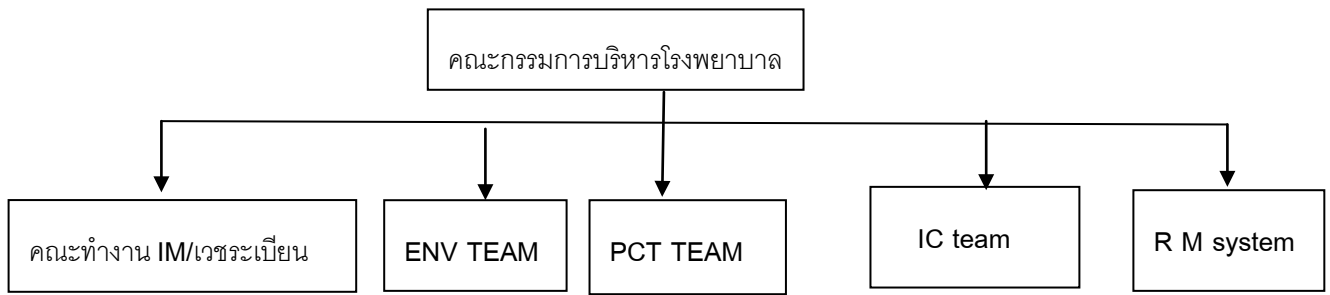 คณะกรรมการบริหารโรงพยาบาล
คณะทำงาน IM/เวชระเบียน
ENV TEAM
PCT TEAM
IC team
R M system